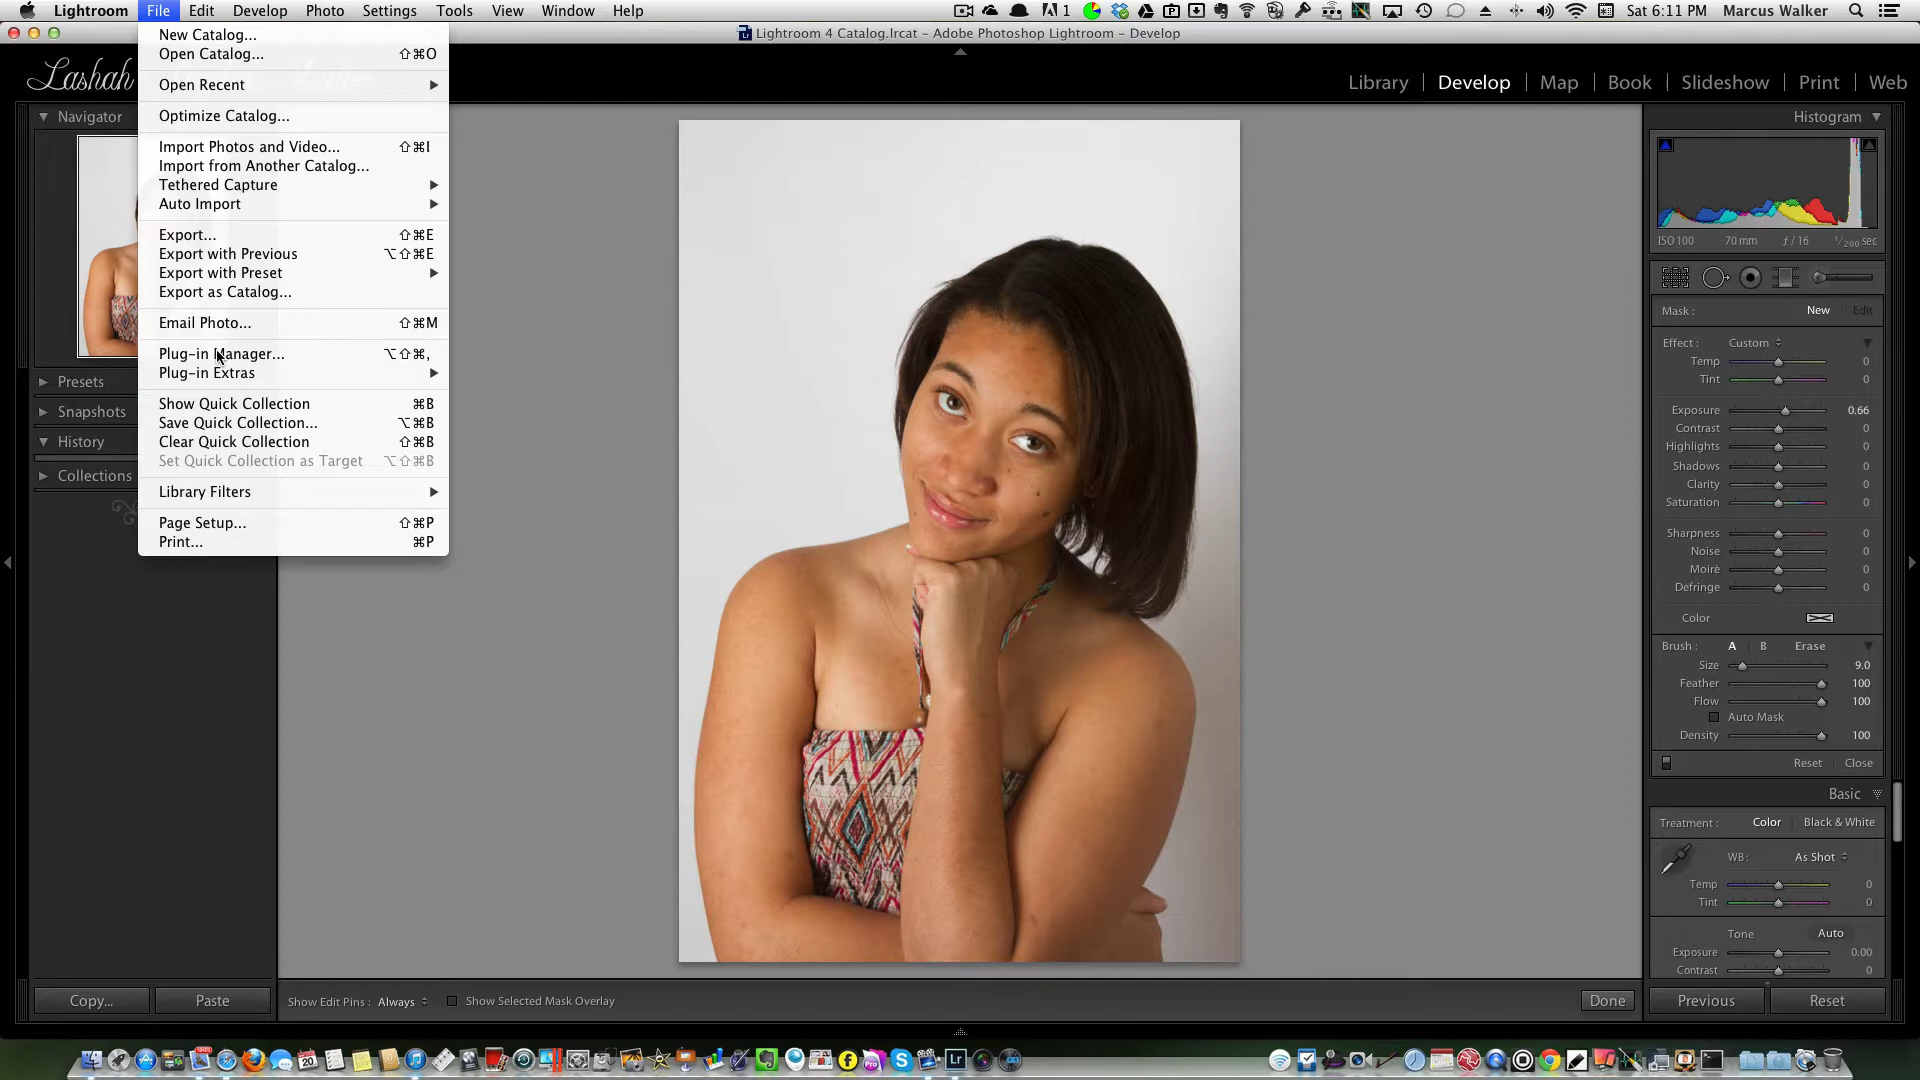 Lightroom File Edit Develop Photo Settings Tools View Window Help 1 Sat 6:11 PM Marcus Walker
Lightroom 4 Catalog.lrcat - Adobe Photoshop Lightroom - Develop
Lashah
Library | Develop | Map | Book | Slideshow | Print | Web
New Catalog...
Open Catalog... ⇧⌘O
Open Recent
Optimize Catalog...
Import Photos and Video... ⇧⌘I
Import from Another Catalog...
Tethered Capture
Auto Import
Export... ⇧⌘E
Export with Previous ⌥⇧⌘E
Export with Preset
Export as Catalog...
Email Photo... ⇧⌘M
Plug-in Manager... ⌥⇧⌘,
Plug-in Extras
Show Quick Collection ⌘B
Save Quick Collection... ⌥⌘B
Clear Quick Collection ⇧⌘B
Set Quick Collection as Target ⌥⇧⌘B
Library Filters
Page Setup... ⇧⌘P
Print... ⌘P
Navigator
Presets
Snapshots
History
Collections
Copy... Paste
Show Edit Pins : Always Show Selected Mask Overlay Done
Histogram
ISO 100 70 mm ƒ / 16 1/200 sec
Mask : New Edit
Effect : Custom
Temp 0
Tint 0
Exposure 0.66
Contrast 0
Highlights 0
Shadows 0
Clarity 0
Saturation 0
Sharpness 0
Noise 0
Moiré 0
Defringe 0
Color
Brush : A B Erase
Size 9.0
Feather 100
Flow 100
Auto Mask
Density 100
Reset Close
Basic
Treatment : Color Black & White
WB : As Shot
Temp 0
Tint 0
Tone Auto
Exposure 0.00
Contrast 0
Previous Reset
20
Lr